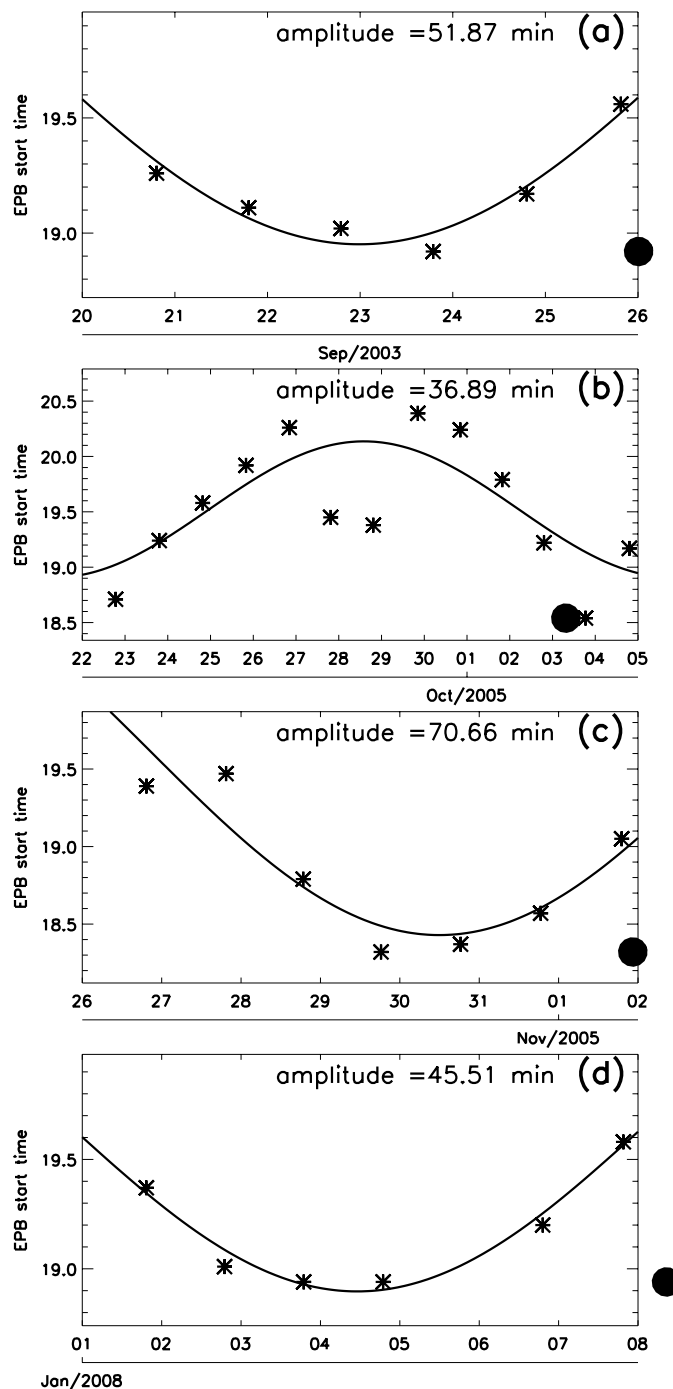 amplitude =51.87 min (a)
EPB start time
19.5
19.0
20 21 22 23 24 25 26
Sep/2003
amplitude =36.89 min (b)
EPB start time
20.5
20.0
19.5
19.0
18.5
22 23 24 25 26 27 28 29 30 01 02 03 04 05
Oct/2005
amplitude =70.66 min (c)
EPB start time
19.5
19.0
18.5
26 27 28 29 30 31 01 02
Nov/2005
amplitude =45.51 min (d)
EPB start time
19.5
19.0
01 02 03 04 05 06 07 08
Jan/2008